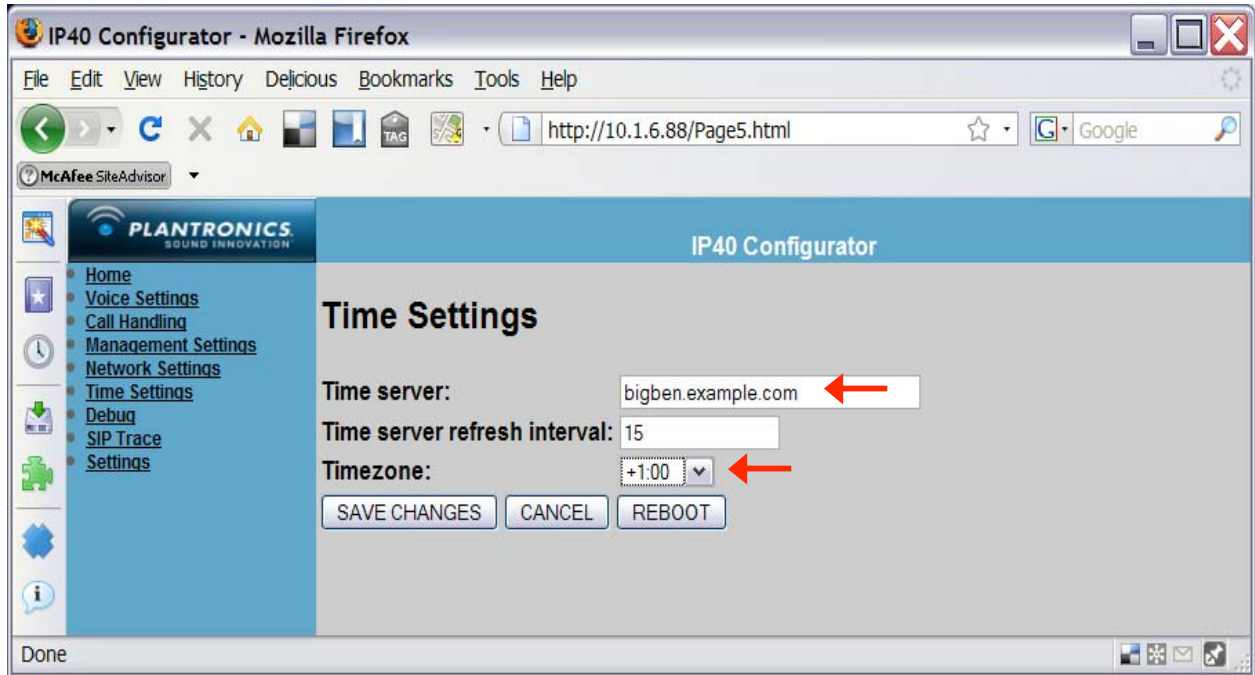 IP40 Configurator - Mozilla Firefox
File Edit View History Delicious Bookmarks Tools Help
TAG
http://10.1.6.88/Page5.html
G Google
McAfee SiteAdvisor
PLANTRONICS.
SOUND INNOVATION
IP40 Configurator
Home
Voice Settings
Call Handling
Management Settings
Network Settings
Time Settings
Debug
SIP Trace
Settings
Time Settings
Time server: bigben.example.com
Time server refresh interval: 15
Timezone: +1:00
SAVE CHANGES CANCEL REBOOT
Done